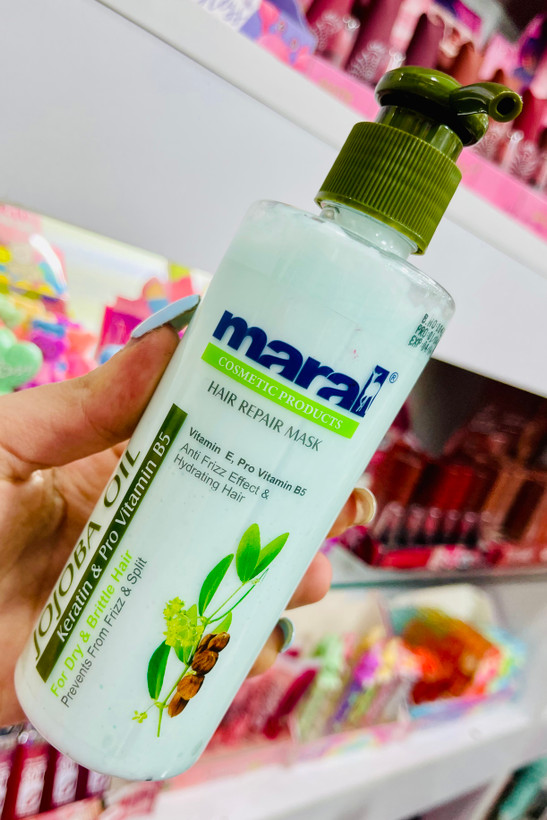 maral®
COSMETIC PRODUCTS
HAIR REPAIR MASK
Vitamin E, Pro Vitamin B5
Anti Frizz Effect &
Hydrating Hair
JOJOBA OIL
Keratin & Pro Vitamin B5
For Dry & Brittle Hair
Prevents From Frizz & Split